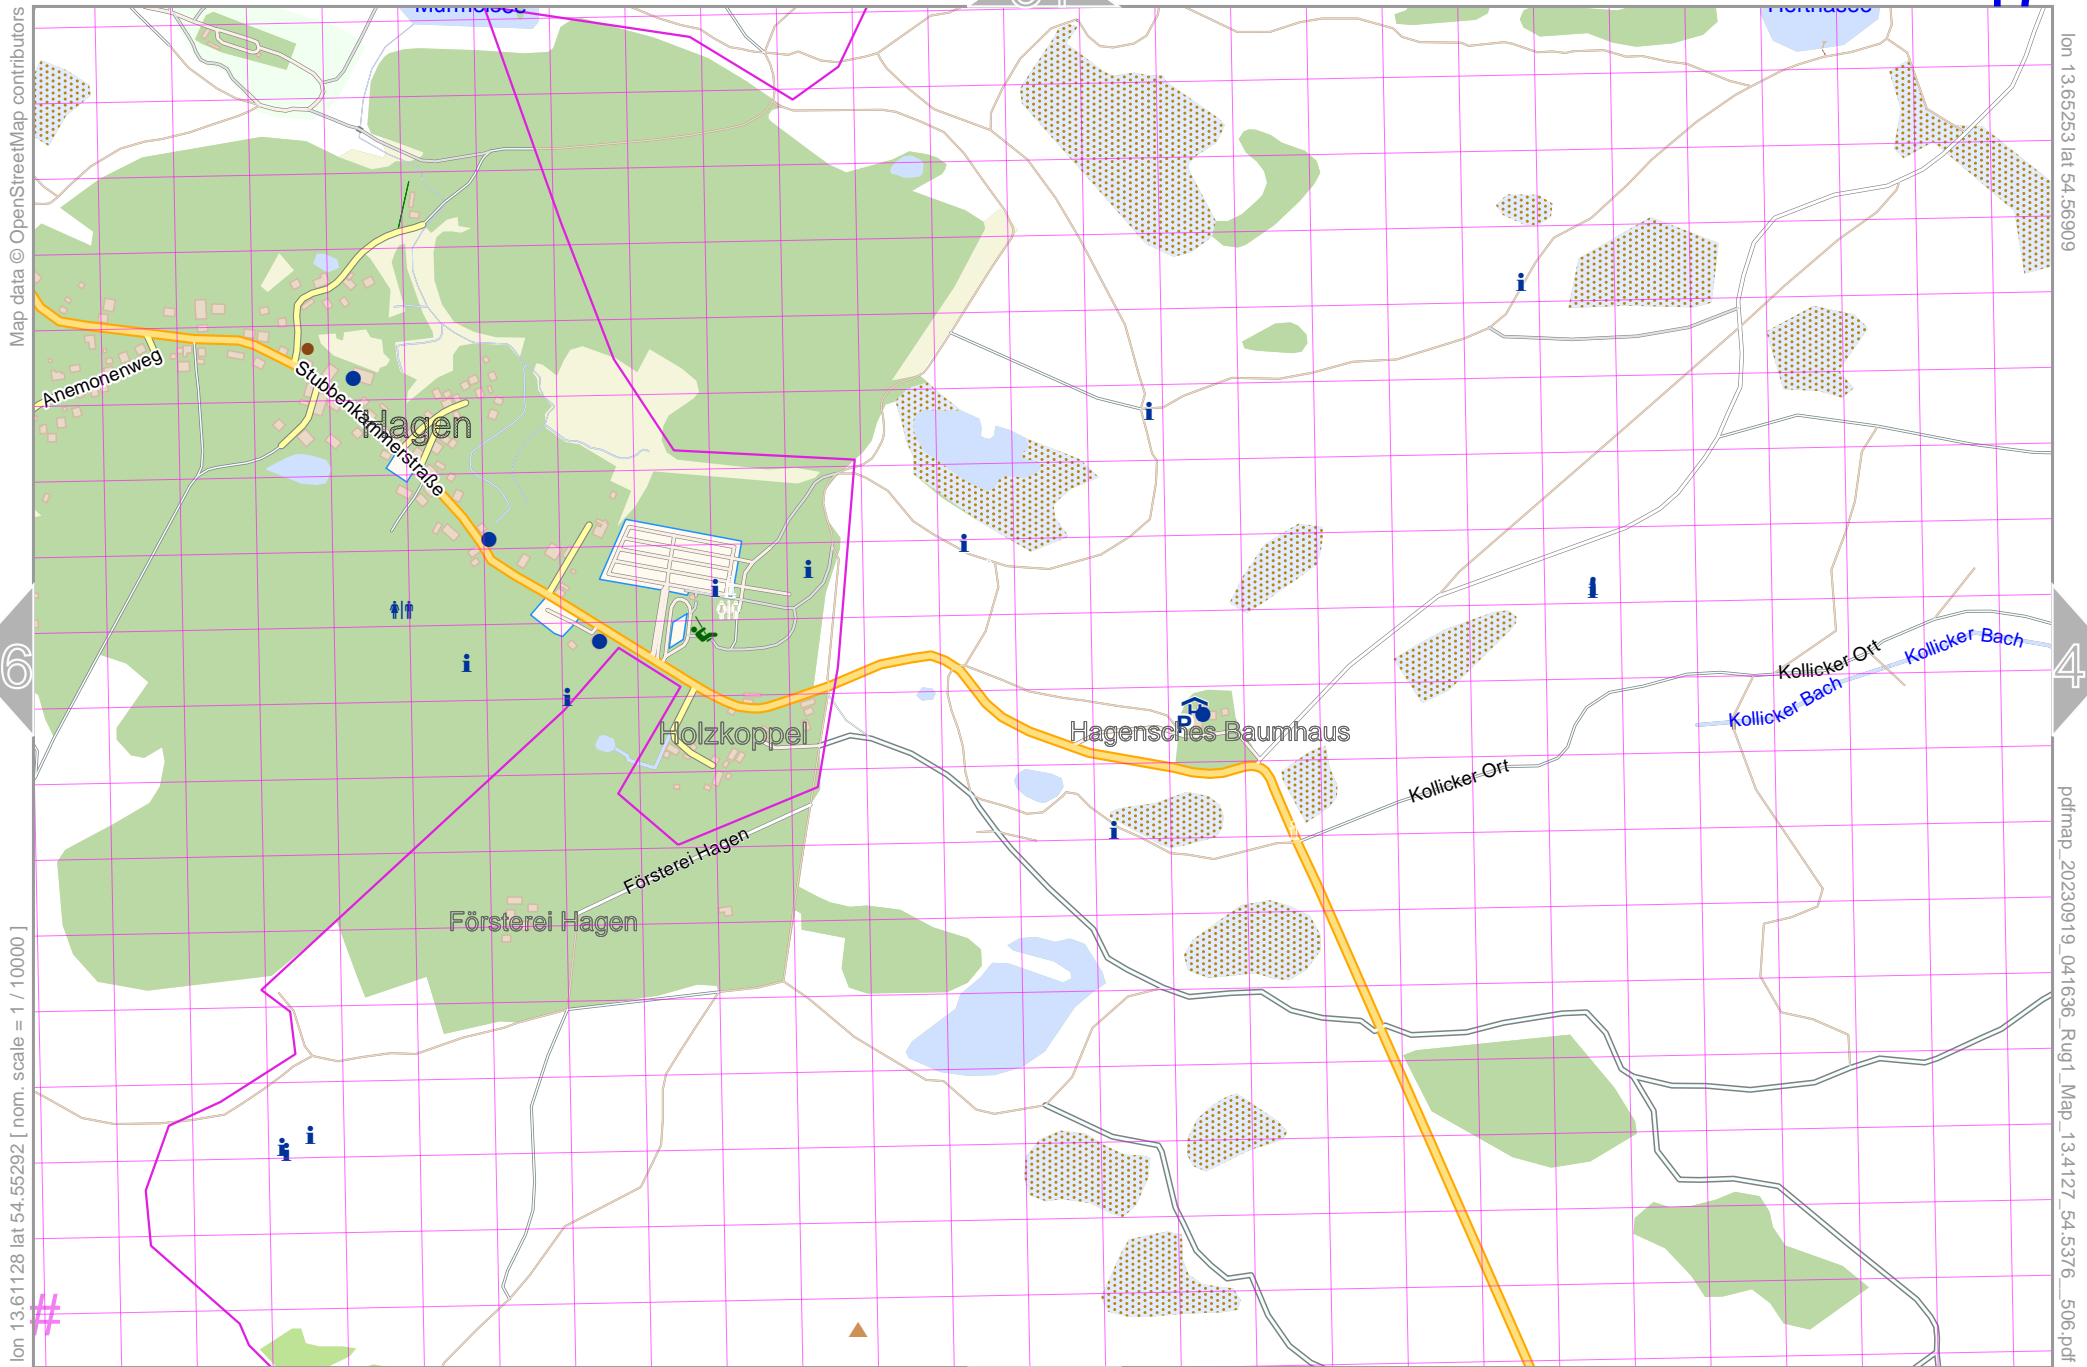 Map data © OpenStreetMap contributors
lon 13.61128 lat 54.55292 [ nom. scale = 1 / 10000 ]
lon 13.65253 lat 54.56909
pdfmap_20230919_041636_Rug1_Map_13.4127_54.5376__506.pdf
6
4
Anemonenweg
Stubbenkammerstraße
Hagen
Holzkoppel
Hagensches Baumhaus
P
Kollicker Ort
Kollicker Bach
Kollicker Bach
Kollicker Ort
Försterei Hagen
Försterei Hagen
#